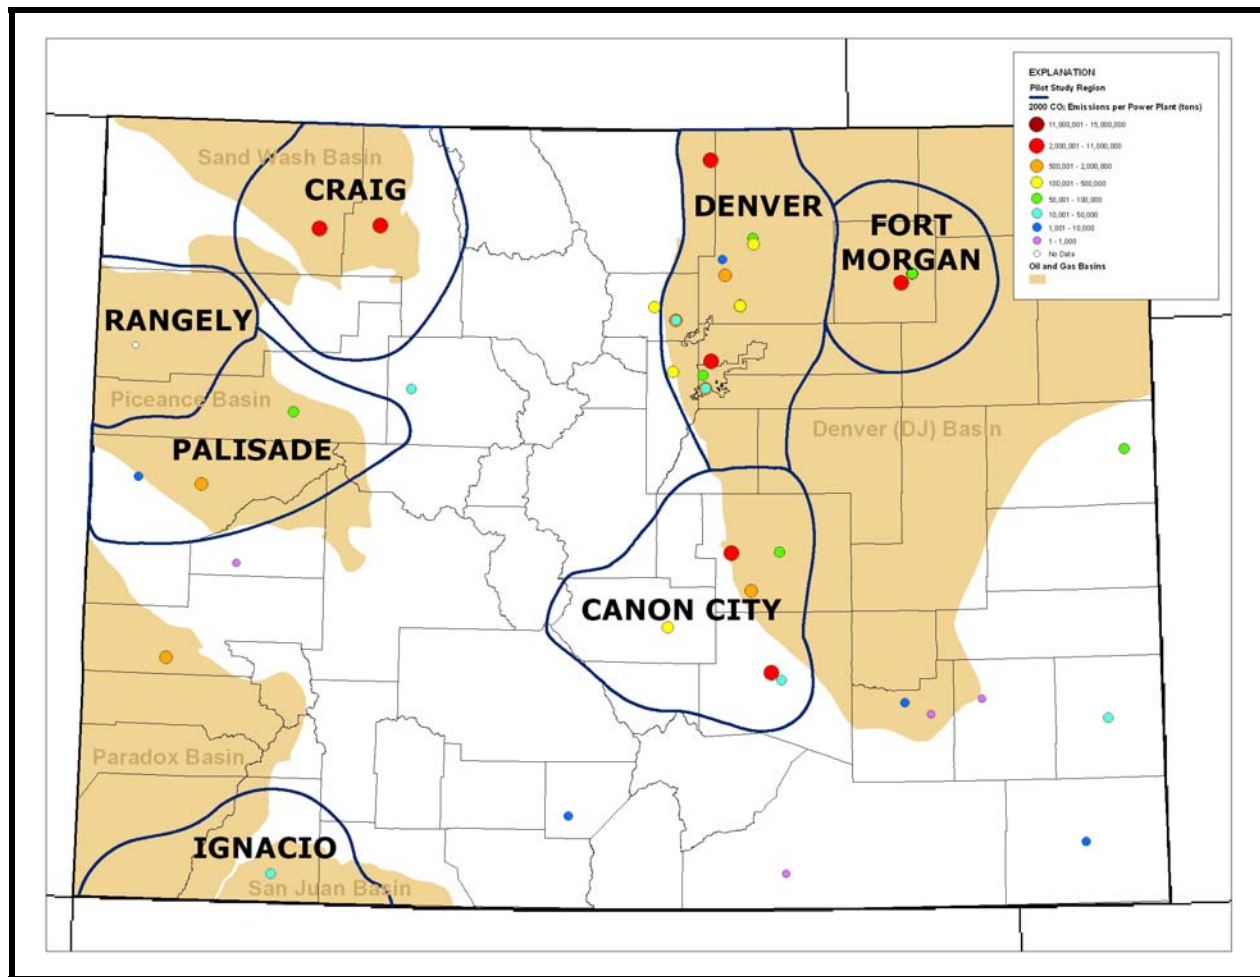 EXPLANATION
Pilot Study Region
2000 CO₂ Emissions per Power Plant (tons)
11,000,001 - 15,000,000
2,000,001 - 11,000,000
500,001 - 2,000,000
100,001 - 500,000
50,001 - 100,000
10,001 - 50,000
1,001 - 10,000
1 - 1,000
No Data
Oil and Gas Basins
Sand Wash Basin
CRAIG
DENVER
FORT
MORGAN
RANGELY
Piceance Basin
PALISADE
Denver (DJ) Basin
CANON CITY
Paradox Basin
IGNACIO
San Juan Basin